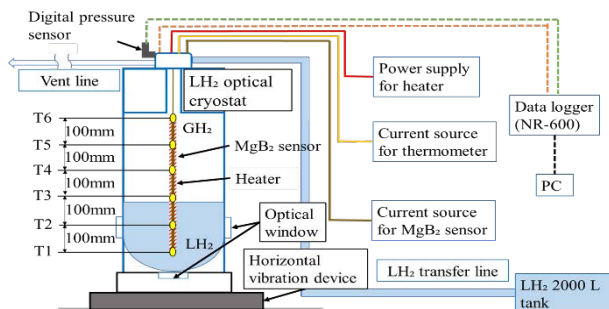 Digital pressure
sensor
Vent line
LH₂ optical
cryostat
Power supply
for heater
Data logger
(NR-600)
T6
GH₂
100mm
T5
MgB₂ sensor
100mm
Current source
for thermometer
T4
100mm
Heater
PC
T3
100mm
T2
Optical
window
Current source
for MgB₂ sensor
100mm
LH₂
T1
Horizontal
vibration device
LH₂ transfer line
LH₂ 2000 L
tank